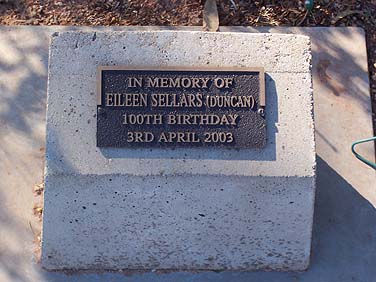 IN MEMORY OF
EILEEN SELLARS (DUNCAN)
100TH BIRTHDAY
3RD APRIL 2003